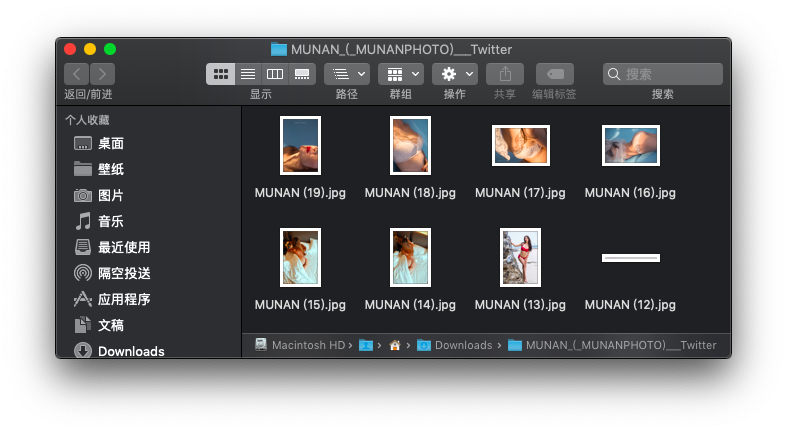 MUNAN_(_MUNANPHOTO)___Twitter
返回/前进
显示
路径
群组
操作
共享
编辑标签
搜索
搜索
个人收藏
桌面
壁纸
图片
音乐
最近使用
隔空投送
应用程序
文稿
Downloads
MUNAN (19).jpg
MUNAN (18).jpg
MUNAN (17).jpg
MUNAN (16).jpg
MUNAN (15).jpg
MUNAN (14).jpg
MUNAN (13).jpg
MUNAN (12).jpg
Macintosh HD › › › Downloads › MUNAN_(_MUNANPHOTO)___Twitter